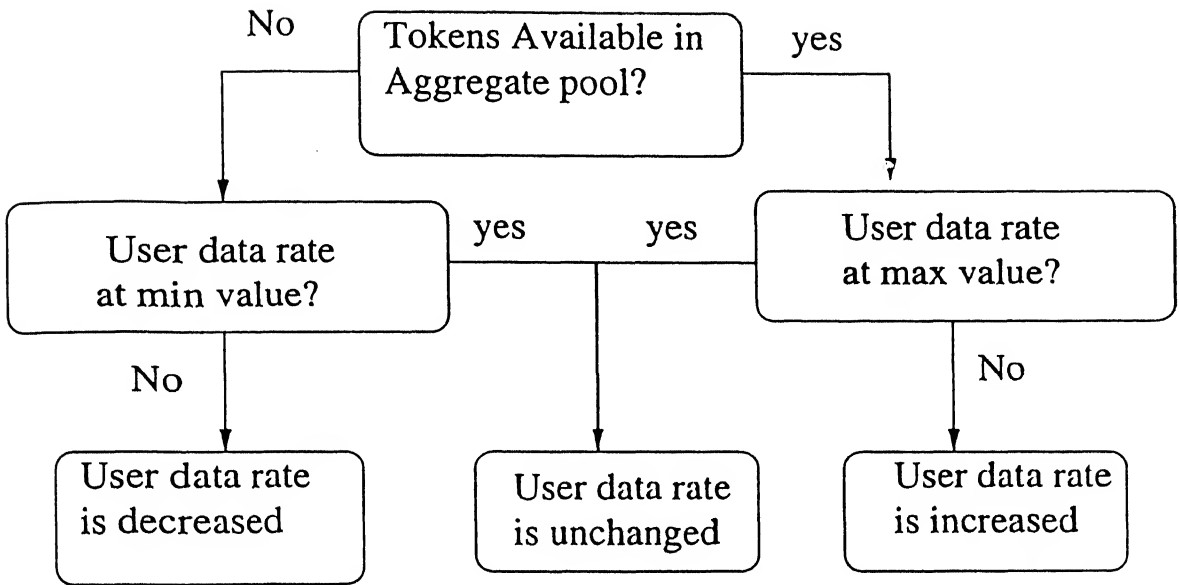 No
Tokens Available in
Aggregate pool?
yes
User data rate
at min value?
yes
yes
User data rate
at max value?
No
No
User data rate
is decreased
User data rate
is unchanged
User data rate
is increased